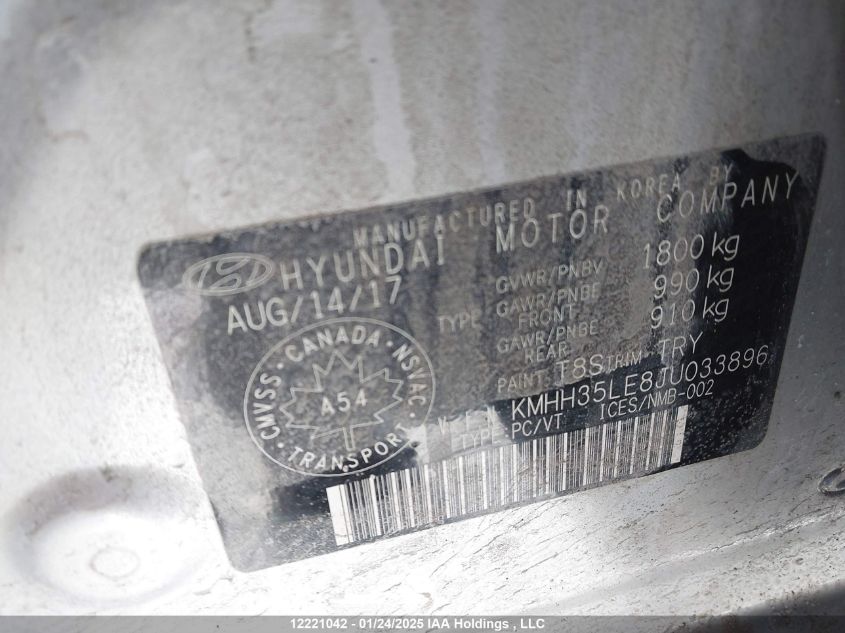 MANUFACTURED IN KOREA BY
HYUNDAI MOTOR COMPANY
AUG/14/17
GVWR/PNBV 1800 kg
TYPE GAWR/PNBE FRONT 990 kg
GAWR/PNBE REAR 910 kg
PAINT T8S TRIM TRY
V.I.N KMHH35LE8JU033896
TYPE PC/VT ICES/NMB-002
CMVSS · CANADA · NSVAC
A54
TRANSPORT
12221042 - 01/24/2025 IAA Holdings , LLC